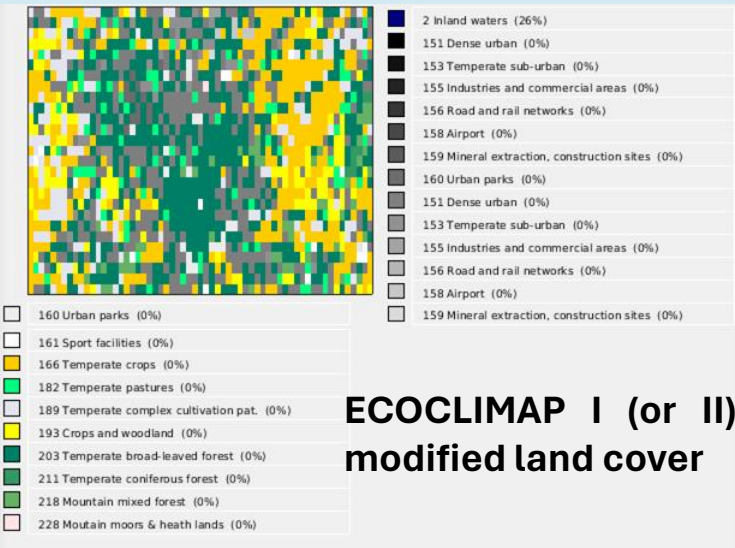 2 Inland waters (26%)
151 Dense urban (0%)
153 Temperate sub-urban (0%)
155 Industries and commercial areas (0%)
156 Road and rail networks (0%)
158 Airport (0%)
159 Mineral extraction, construction sites (0%)
160 Urban parks (0%)
151 Dense urban (0%)
153 Temperate sub-urban (0%)
155 Industries and commercial areas (0%)
156 Road and rail networks (0%)
158 Airport (0%)
159 Mineral extraction, construction sites (0%)
160 Urban parks (0%)
161 Sport facilities (0%)
166 Temperate crops (0%)
182 Temperate pastures (0%)
189 Temperate complex cultivation pat. (0%)
193 Crops and woodland (0%)
203 Temperate broad-leaved forest (0%)
211 Temperate coniferous forest (0%)
218 Mountain mixed forest (0%)
228 Moutain moors & heath lands (0%)
ECOCLIMAP I (or II)
modified land cover